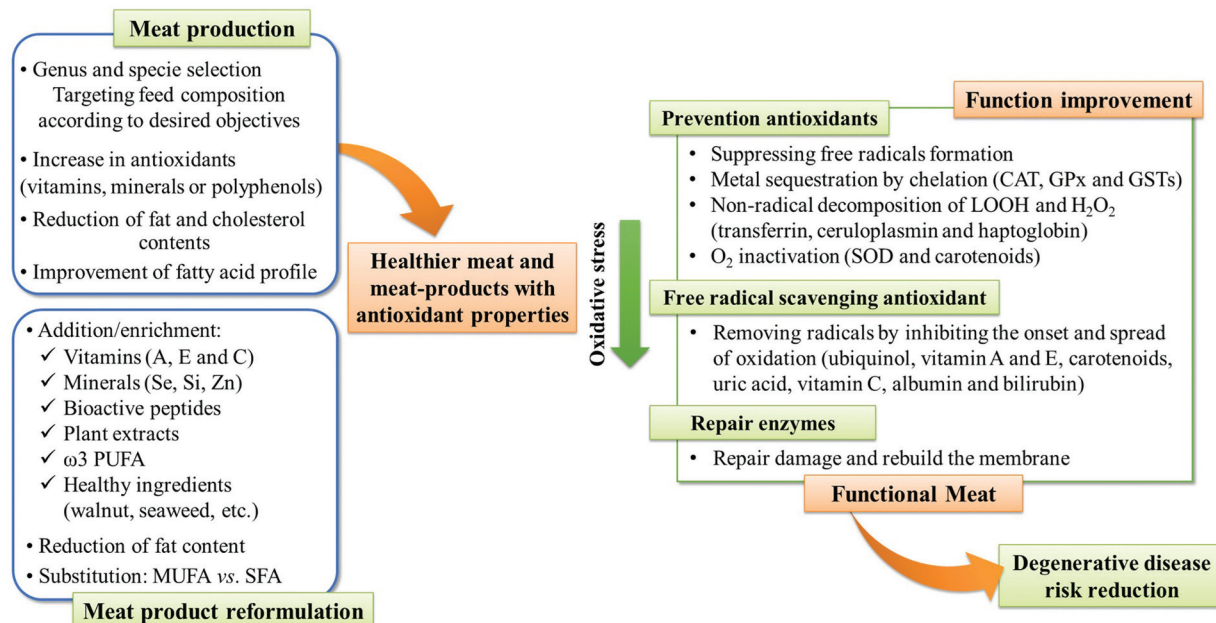 Meat production
• Genus and specie selection
Targeting feed composition
according to desired objectives
• Increase in antioxidants
(vitamins, minerals or polyphenols)
• Reduction of fat and cholesterol
contents
• Improvement of fatty acid profile
• Addition/enrichment:
✓ Vitamins (A, E and C)
✓ Minerals (Se, Si, Zn)
✓ Bioactive peptides
✓ Plant extracts
✓ ω3 PUFA
✓ Healthy ingredients
(walnut, seaweed, etc.)
• Reduction of fat content
• Substitution: MUFA vs. SFA
Meat product reformulation
Healthier meat and
meat-products with
antioxidant properties
Oxidative stress
Function improvement
Prevention antioxidants
• Suppressing free radicals formation
• Metal sequestration by chelation (CAT, GPx and GSTs)
• Non-radical decomposition of LOOH and H₂O₂
(transferrin, ceruloplasmin and haptoglobin)
• O₂ inactivation (SOD and carotenoids)
Free radical scavenging antioxidant
• Removing radicals by inhibiting the onset and spread
of oxidation (ubiquinol, vitamin A and E, carotenoids,
uric acid, vitamin C, albumin and bilirubin)
Repair enzymes
• Repair damage and rebuild the membrane
Functional Meat
Degenerative disease
risk reduction